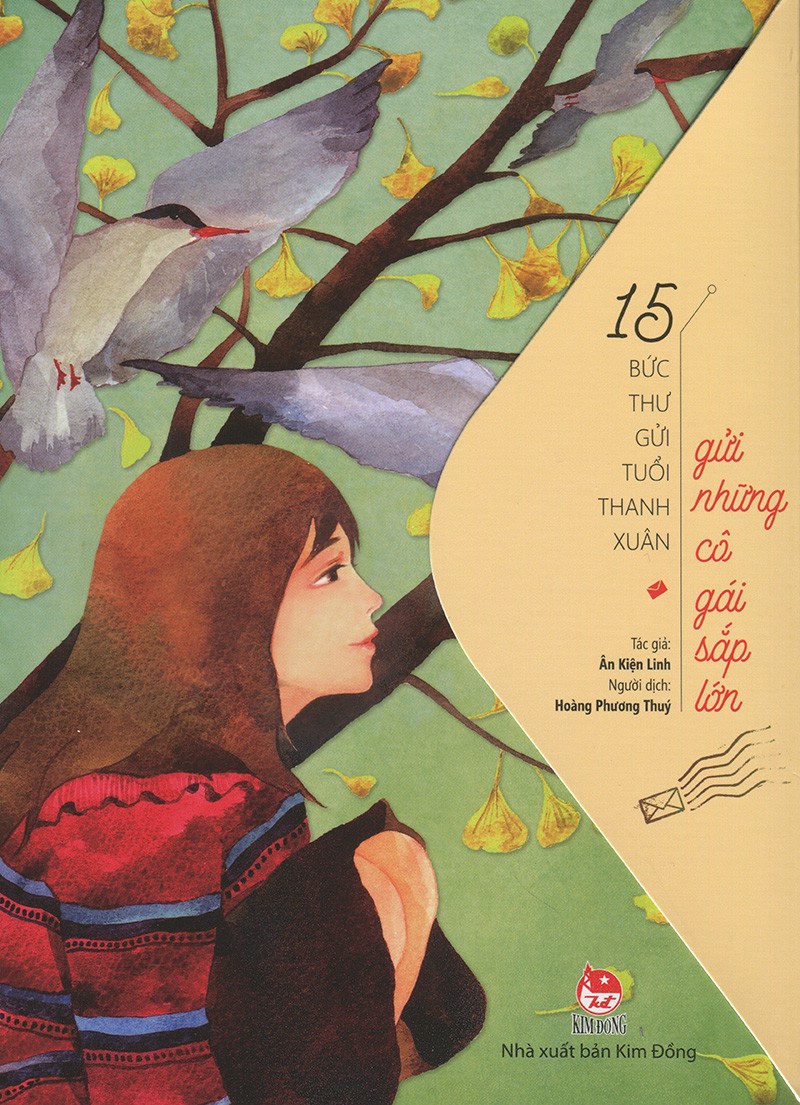 15
BỨC
THƯ
GỬI
TUỔI
THANH
XUÂN
gửi
những
cô
gái
sắp
lớn
Tác giả:
Ân Kiện Linh
Người dịch:
Hoàng Phương Thuý
Kđ
KIM ĐỒNG
Nhà xuất bản Kim Đồng